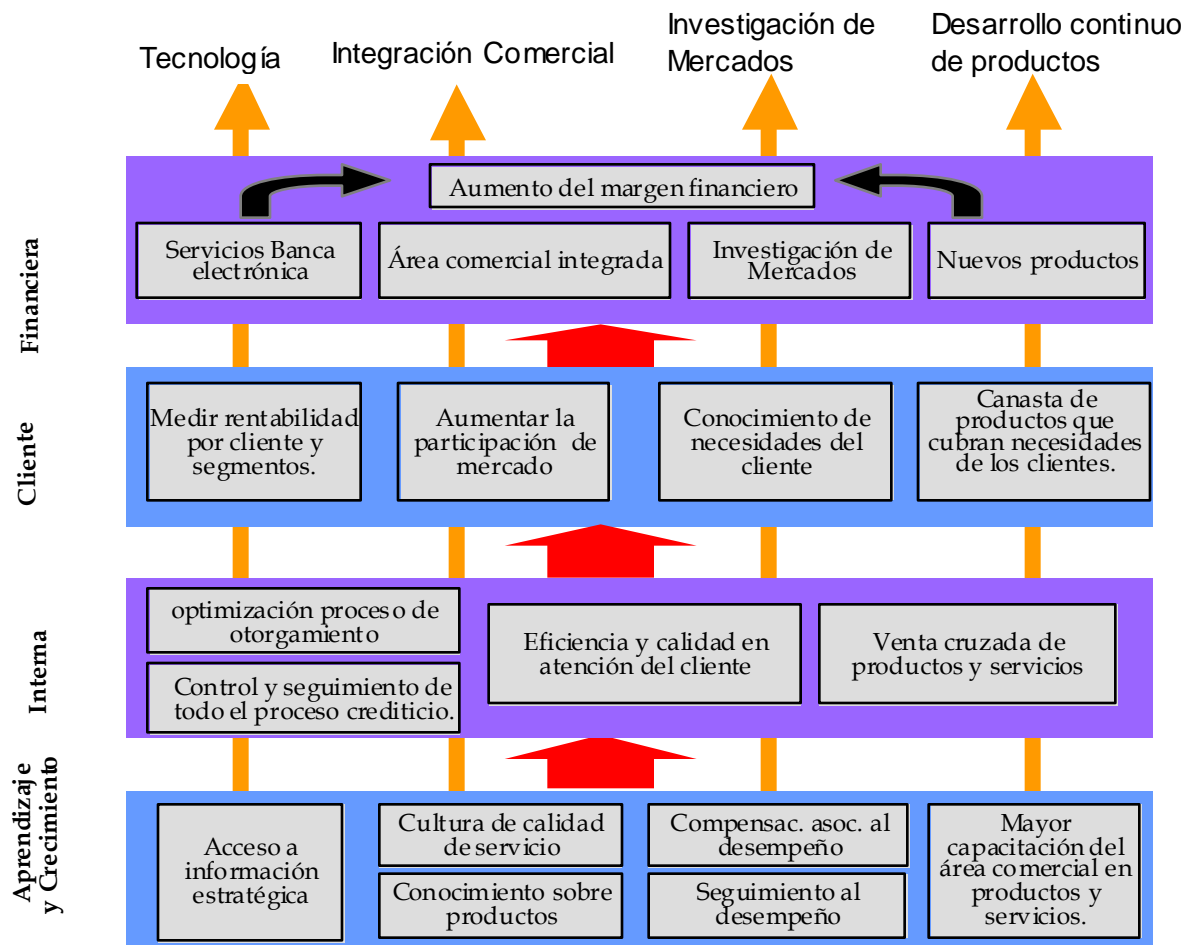 Tecnología
Integración Comercial
Investigación de
Mercados
Desarrollo continuo
de productos
Financiera
Aumento del margen financiero
Servicios Banca
electrónica
Área comercial integrada
Investigación de
Mercados
Nuevos productos
Cliente
Medir rentabilidad
por cliente y
segmentos.
Aumentar la
participación de
mercado
Conocimiento de
necesidades del
cliente
Canasta de
productos que
cubran necesidades
de los clientes.
Interna
optimización proceso de
otorgamiento
Control y seguimiento de
todo el proceso crediticio.
Eficiencia y calidad en
atención del cliente
Venta cruzada de
productos y servicios
Aprendizaje
y Crecimiento
Acceso a
información
estratégica
Cultura de calidad
de servicio
Conocimiento sobre
productos
Compensac. asoc. al
desempeño
Seguimiento al
desempeño
Mayor
capacitación del
área comercial en
productos y
servicios.